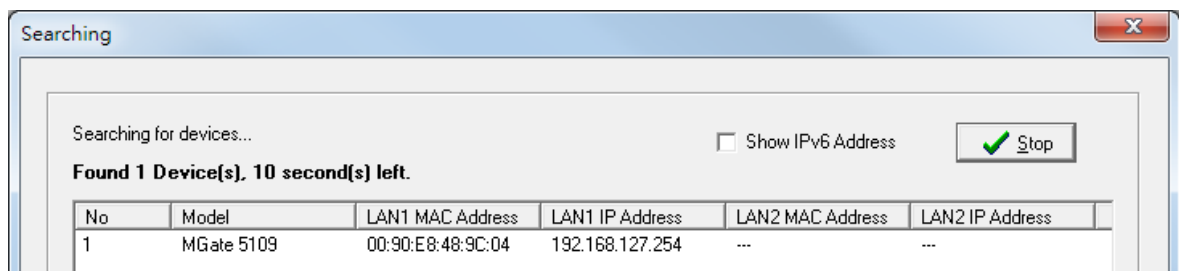 Searching
Searching for devices...
Show IPv6 Address
Stop
Found 1 Device(s), 10 second(s) left.
No Model LAN1 MAC Address LAN1 IP Address LAN2 MAC Address LAN2 IP Address
1 MGate 5109 00:90:E8:48:9C:04 192.168.127.254 --- ---